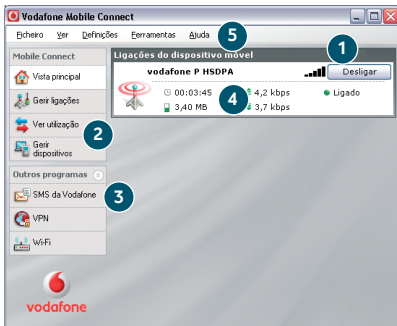 Vodafone Mobile Connect
Ficheiro Ver Definições Ferramentas Ajuda
5
1
Mobile Connect
Vista principal
Gerir ligações
Ver utilização
2
Gerir dispositivos
Outros programas
SMS da Vodafone
3
VPN
Wi-Fi
vodafone
Ligações do dispositivo móvel
vodafone P HSDPA
Desligar
00:03:45
4
4,2 kbps
Ligado
3,40 MB
3,7 kbps